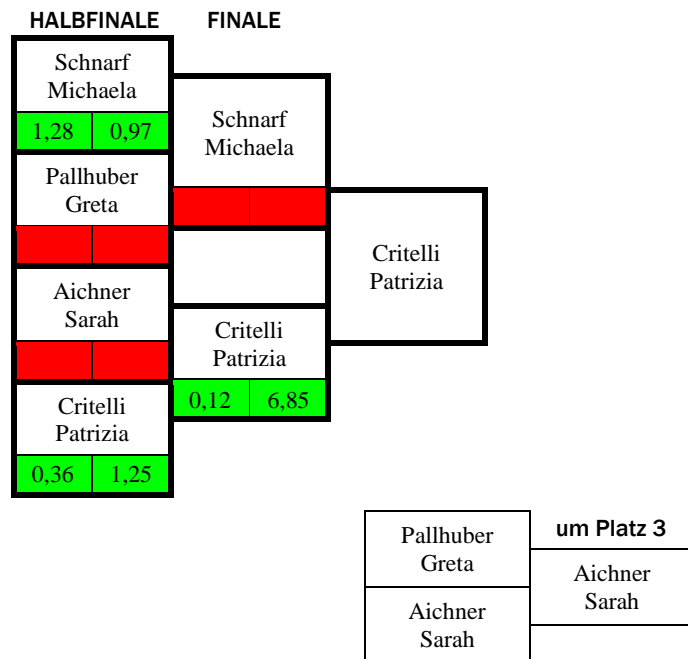 HALBFINALE FINALE
Schnarf
Michaela
1,28 0,97
Pallhuber
Greta
Aichner
Sarah
Critelli
Patrizia
0,36 1,25
Schnarf
Michaela
Critelli
Patrizia
0,12 6,85
Critelli
Patrizia
Pallhuber
Greta
Aichner
Sarah
um Platz 3
Aichner
Sarah